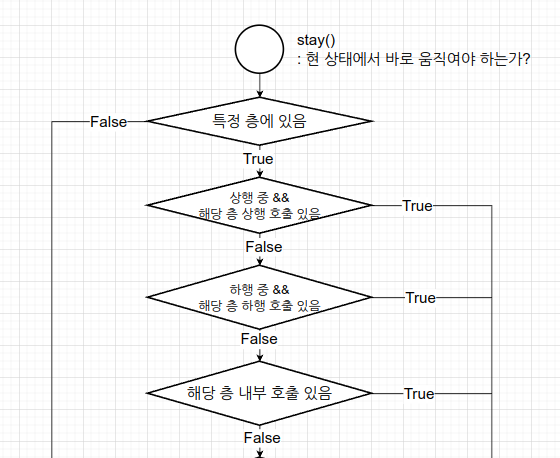 stay()
: 현 상태에서 바로 움직여야 하는가?
특정 층에 있음
False
True
상행 중 &&
해당 층 상행 호출 있음
True
False
하행 중 &&
해당 층 하행 호출 있음
True
False
해당 층 내부 호출 있음
True
False